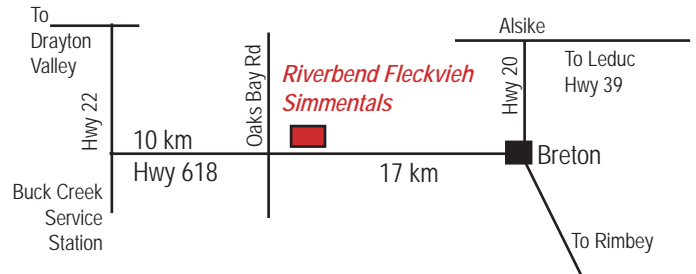 To
Drayton
Valley
Hwy 22
10 km
Hwy 618
Buck Creek
Service
Station
Oaks Bay Rd
Riverbend Fleckvieh
Simmentals
17 km
Alsike
Hwy 20
To Leduc
Hwy 39
Breton
To Rimbey